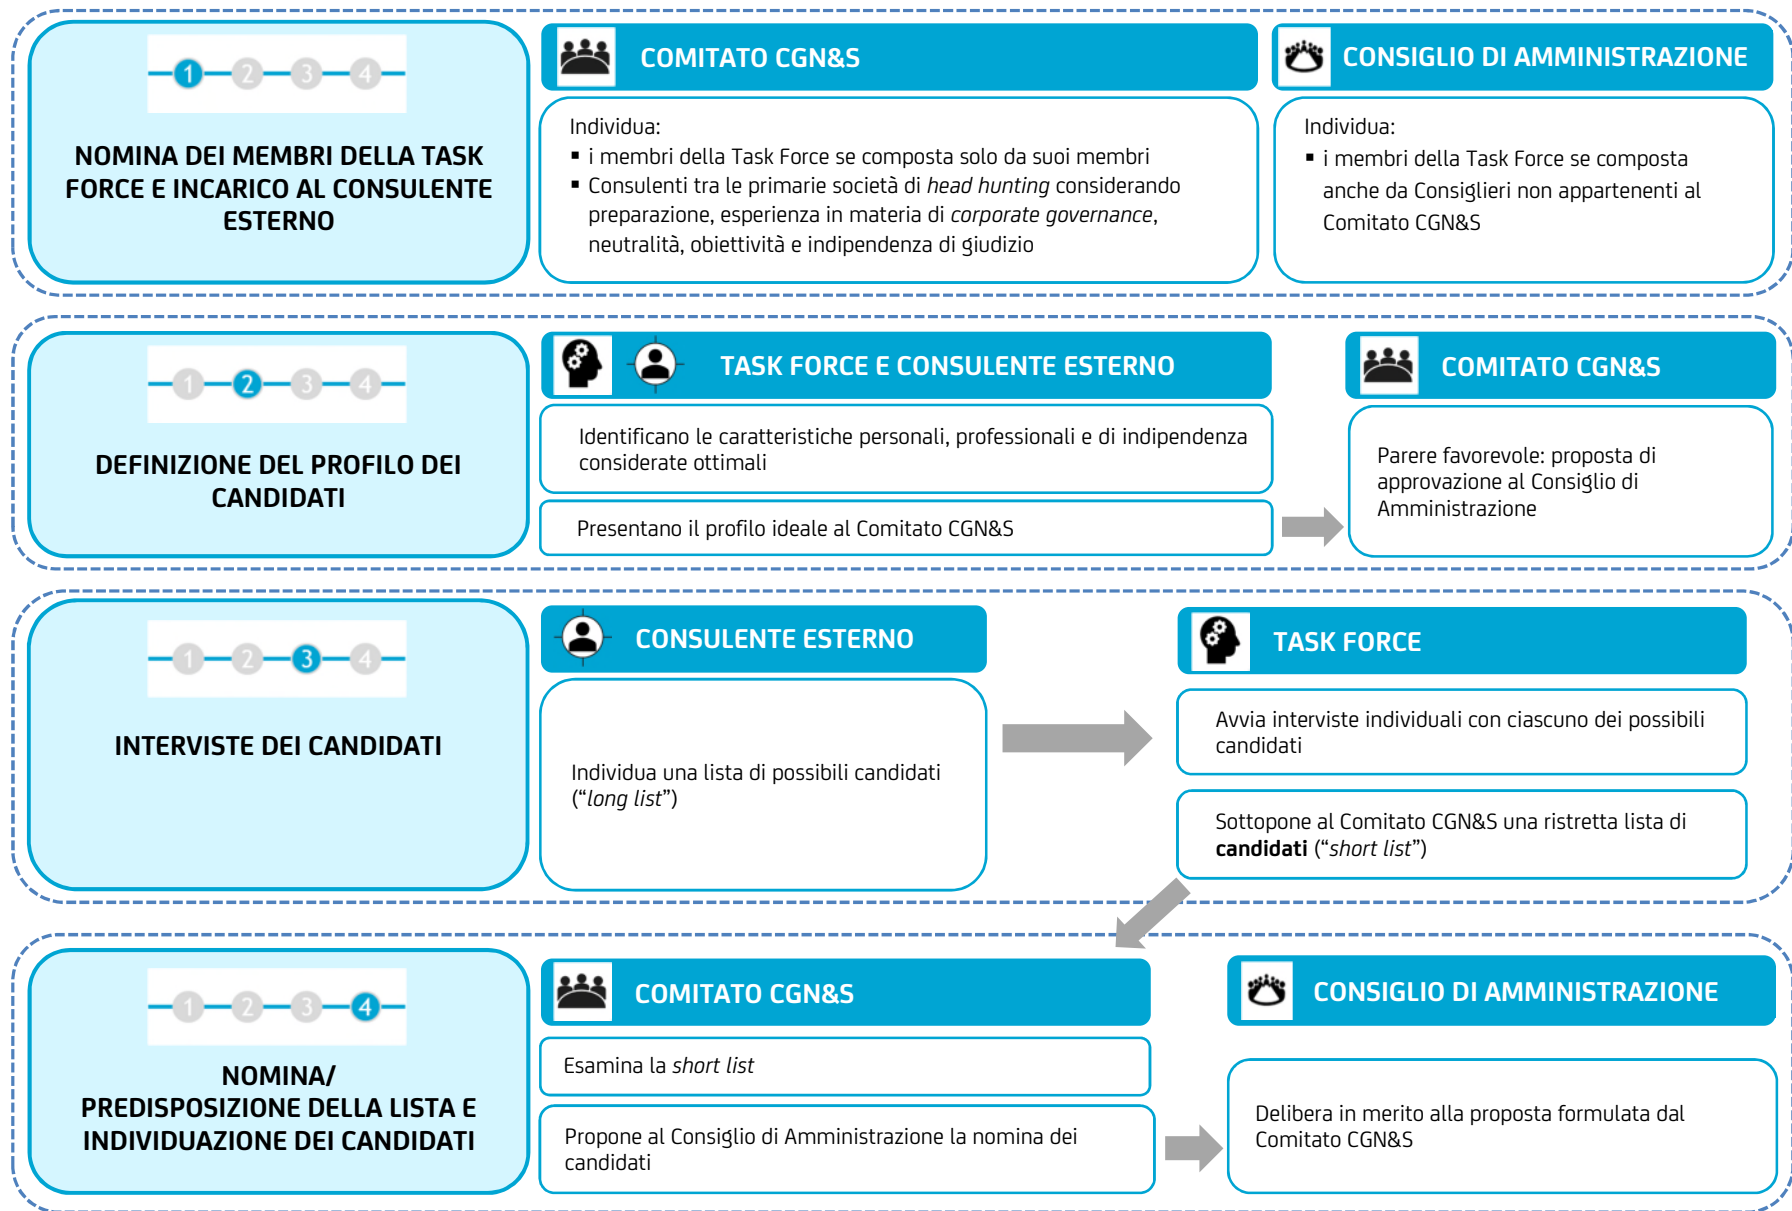 1 2 3 4
NOMINA DEI MEMBRI DELLA TASK
FORCE E INCARICO AL CONSULENTE
ESTERNO
COMITATO CGN&S
Individua:
▪ i membri della Task Force se composta solo da suoi membri
▪ Consulenti tra le primarie società di head hunting considerando
preparazione, esperienza in materia di corporate governance,
neutralità, obiettività e indipendenza di giudizio
CONSIGLIO DI AMMINISTRAZIONE
Individua:
▪ i membri della Task Force se composta
anche da Consiglieri non appartenenti al
Comitato CGN&S
1 2 3 4
DEFINIZIONE DEL PROFILO DEI
CANDIDATI
TASK FORCE E CONSULENTE ESTERNO
Identificano le caratteristiche personali, professionali e di indipendenza
considerate ottimali
Presentano il profilo ideale al Comitato CGN&S
COMITATO CGN&S
Parere favorevole: proposta di
approvazione al Consiglio di
Amministrazione
1 2 3 4
INTERVISTE DEI CANDIDATI
CONSULENTE ESTERNO
Individua una lista di possibili candidati
(“long list”)
TASK FORCE
Avvia interviste individuali con ciascuno dei possibili
candidati
Sottopone al Comitato CGN&S una ristretta lista di
candidati (“short list”)
1 2 3 4
NOMINA/
PREDISPOSIZIONE DELLA LISTA E
INDIVIDUAZIONE DEI CANDIDATI
COMITATO CGN&S
Esamina la short list
Propone al Consiglio di Amministrazione la nomina dei
candidati
CONSIGLIO DI AMMINISTRAZIONE
Delibera in merito alla proposta formulata dal
Comitato CGN&S